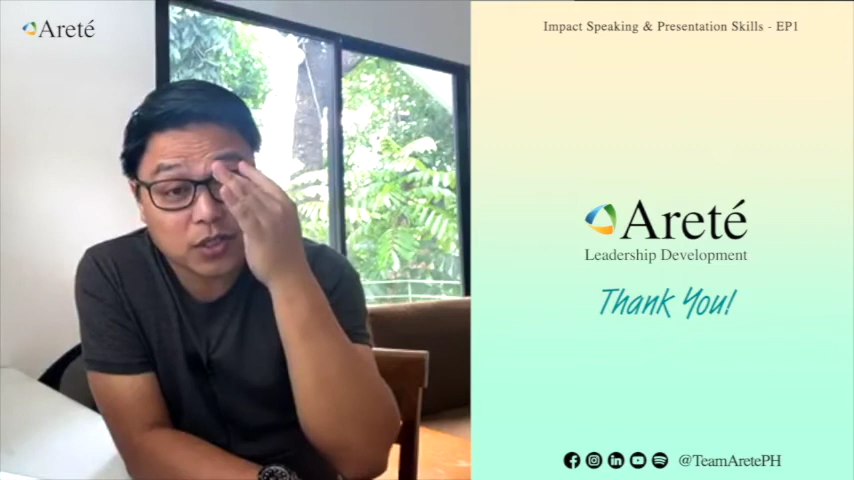 Areté
Impact Speaking & Presentation Skills - EP1
Areté
Leadership Development
Thank You!
@TeamAretePH